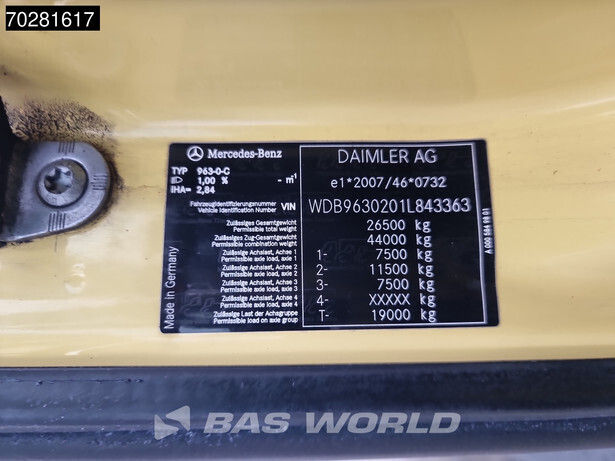 70281617
Mercedes-Benz
DAIMLER AG
TYP 963-0-C
1,00 % - m⁻¹
IHA= 2,84
e1*2007/46*0732
Fahrzeugidentifizierungsnummer
Vehicle Identification Number VIN WDB9630201L843363
Zulässiges Gesamtgewicht
Permissible total weight 26500 kg
Zulässiges Zug-Gesamtgewicht
Permissible combination weight 44000 kg
Zulässige Achslast, Achse 1
Permissible axle load, axle 1 1- 7500 kg
Zulässige Achslast, Achse 2
Permissible axle load, axle 2 2- 11500 kg
Zulässige Achslast, Achse 3
Permissible axle load, axle 3 3- 7500 kg
Zulässige Achslast, Achse 4
Permissible axle load, axle 4 4- XXXXX kg
Zulässige Last der Achsgruppe
Permissible load on axle group T- 19000 kg
Made in Germany
A 000 584 98 01
BAS WORLD